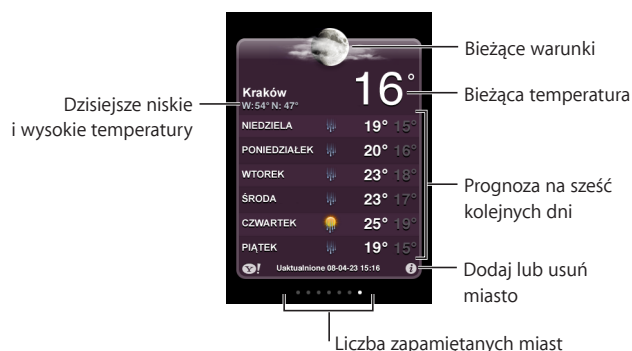 Bieżące warunki
Kraków
W:54° N: 47°
16°
Bieżąca temperatura
Dzisiejsze niskie
i wysokie temperatury
NIEDZIELA 19° 15°
PONIEDZIAŁEK 20° 16°
WTOREK 23° 18°
ŚRODA 23° 17°
CZWARTEK 25° 19°
PIĄTEK 19° 15°
Prognoza na sześć
kolejnych dni
Y! Uaktualnione 08-04-23 15:16 i
Dodaj lub usuń
miasto
Liczba zapamiętanych miast